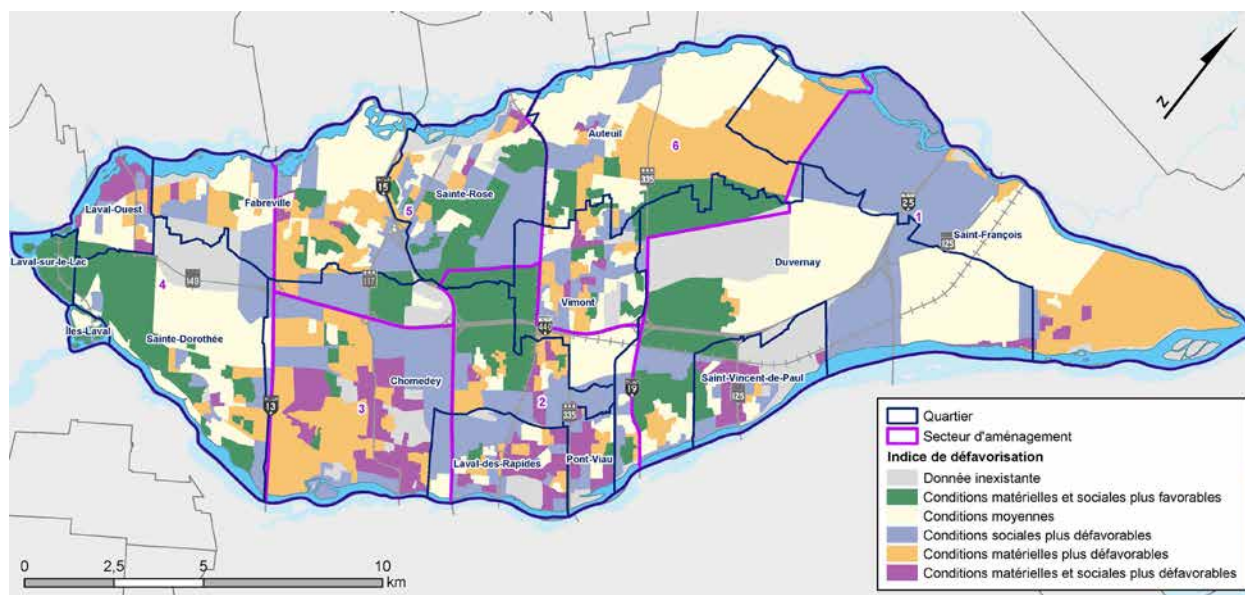 N
Auteuil
6
335
15
Sainte-Rose
Fabreville
5
Laval-Ouest
25
1
125
Saint-François
Laval-sur-le-Lac
4
148
117
Duvernay
Vimont
440
Îles-Laval
Sainte-Dorothée
13
Chomedey
3
2
335
19
Saint-Vincent-de-Paul
125
Laval-des-Rapides
Pont-Viau
Quartier
Secteur d'aménagement
Indice de défavorisation
Donnée inexistante
Conditions matérielles et sociales plus favorables
Conditions moyennes
Conditions sociales plus défavorables
Conditions matérielles plus défavorables
Conditions matérielles et sociales plus défavorables
0 2,5 5 10
km